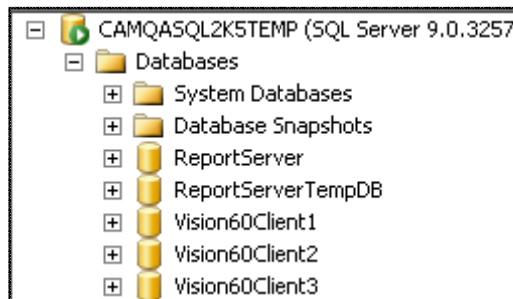 CAMQASQL2K5TEMP (SQL Server 9.0.3257
Databases
System Databases
Database Snapshots
ReportServer
ReportServerTempDB
Vision60Client1
Vision60Client2
Vision60Client3